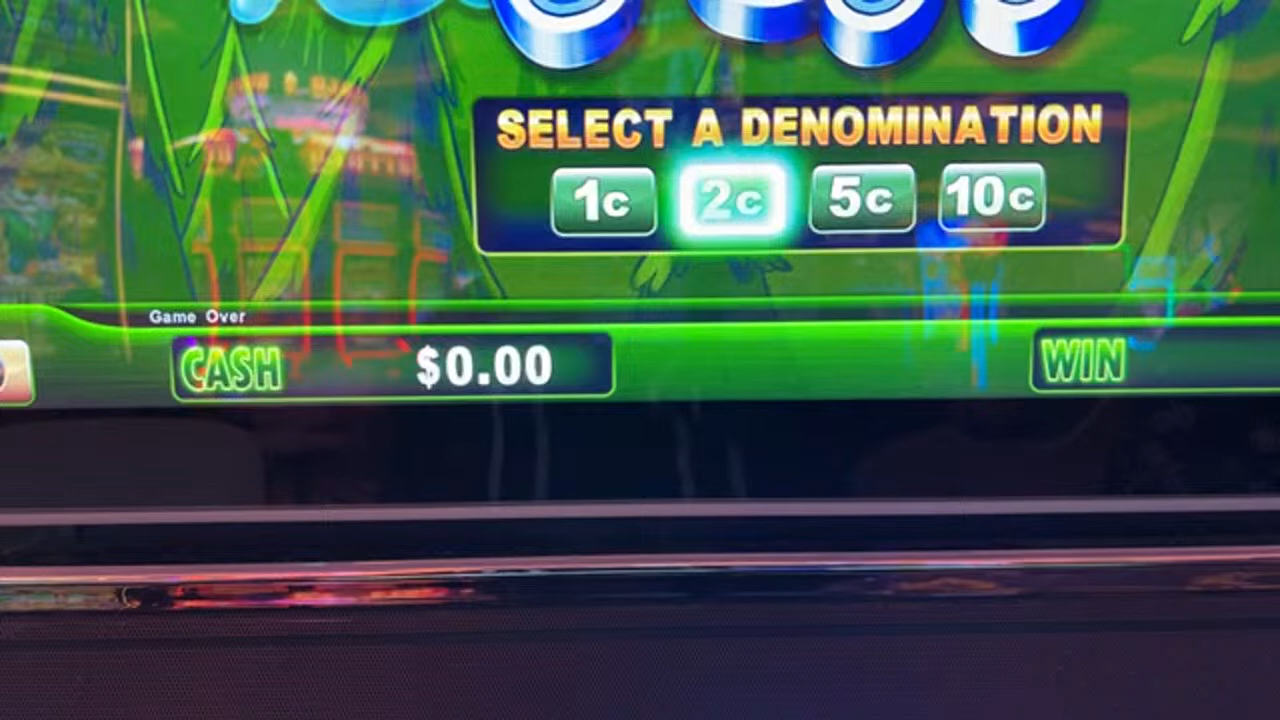 SELECT A DENOMINATION
1c 2c 5c 10c
Game Over
CASH $0.00 WIN